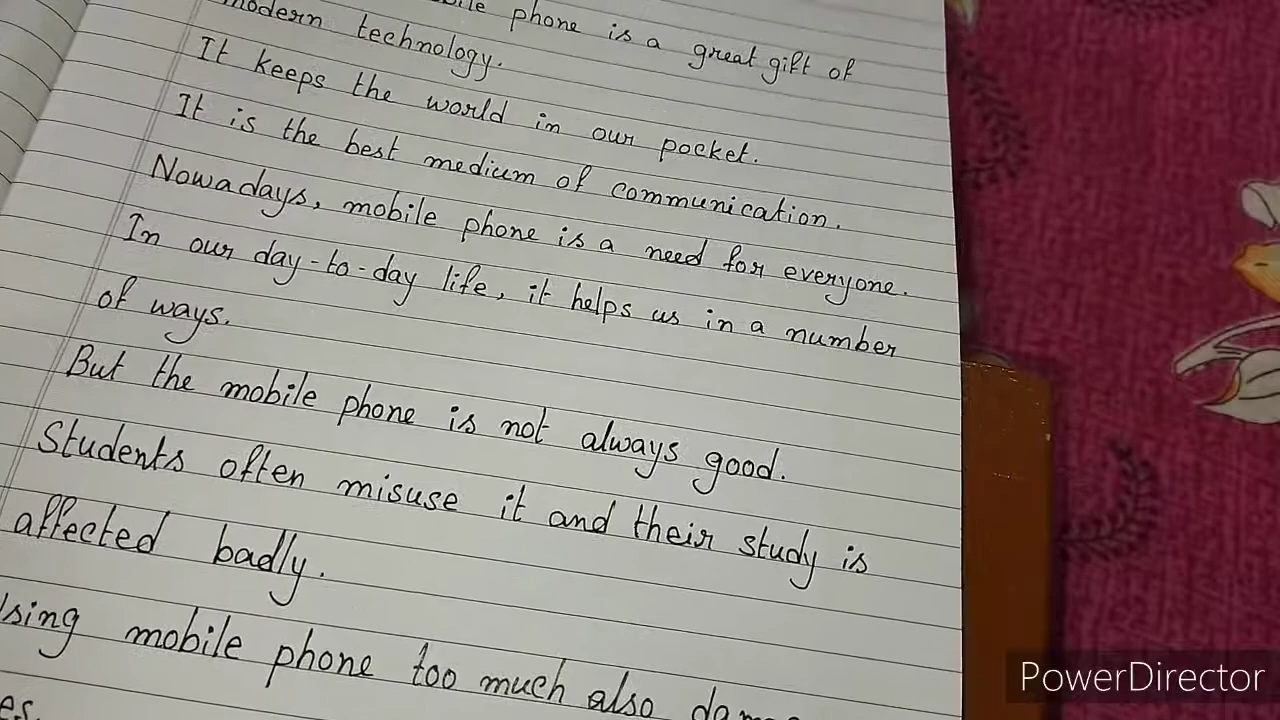 phone is a great gift of
modern technology.
It keeps the world in our pocket.
It is the best medium of communication.
Nowadays, mobile phone is a need for everyone.
In our day-to-day life, it helps us in a number
of ways.
But the mobile phone is not always good.
Students often misuse it and their study is
affected badly.
Using mobile phone too much also
PowerDirector